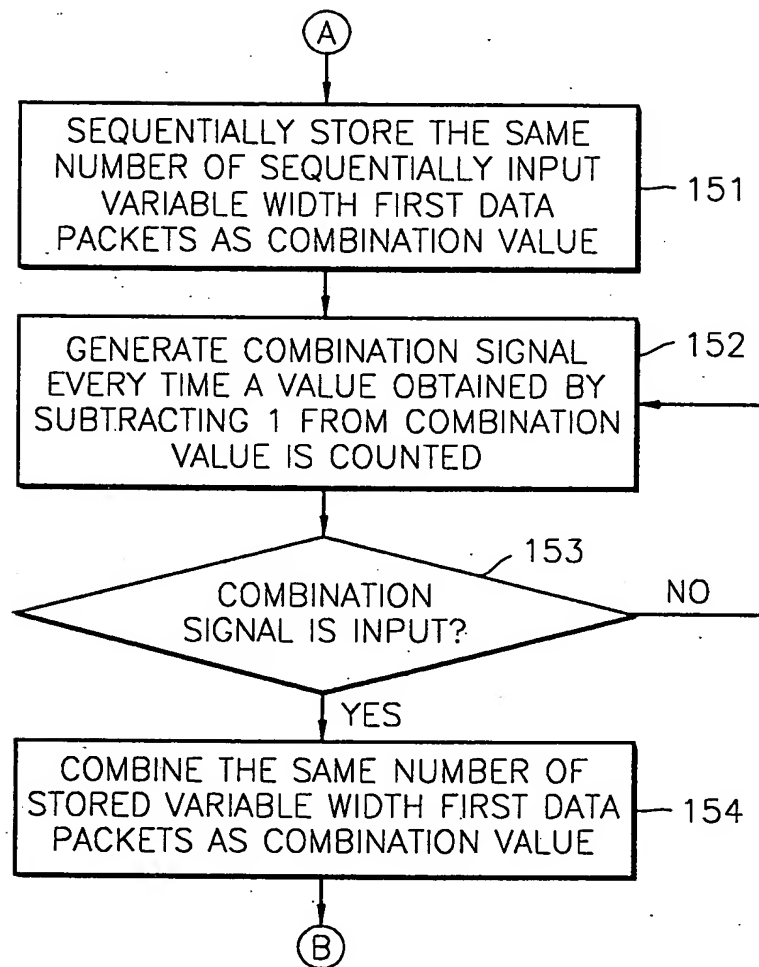 A
SEQUENTIALLY STORE THE SAME
NUMBER OF SEQUENTIALLY INPUT
VARIABLE WIDTH FIRST DATA
PACKETS AS COMBINATION VALUE
151
GENERATE COMBINATION SIGNAL
EVERY TIME A VALUE OBTAINED BY
SUBTRACTING 1 FROM COMBINATION
VALUE IS COUNTED
152
COMBINATION
SIGNAL IS INPUT?
153
NO
YES
COMBINE THE SAME NUMBER OF
STORED VARIABLE WIDTH FIRST DATA
PACKETS AS COMBINATION VALUE
154
B